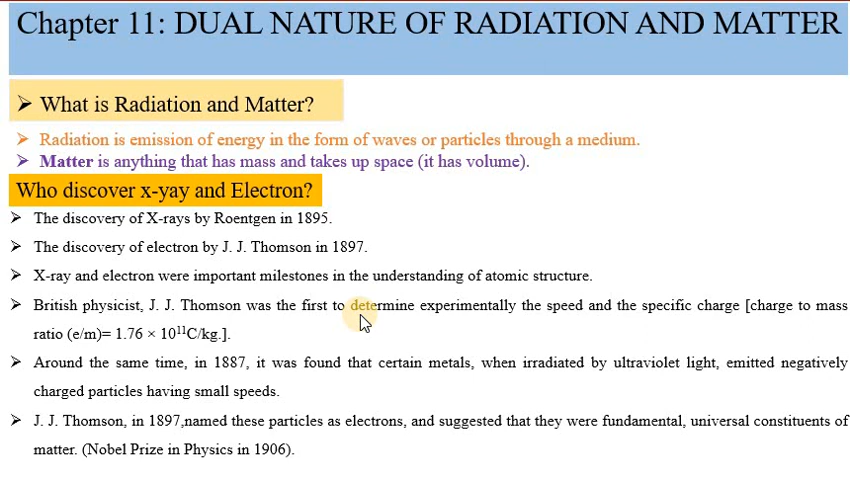 Chapter 11: DUAL NATURE OF RADIATION AND MATTER
➢ What is Radiation and Matter?
➢ Radiation is emission of energy in the form of waves or particles through a medium.
➢ Matter is anything that has mass and takes up space (it has volume).
Who discover x-yay and Electron?
➢ The discovery of X-rays by Roentgen in 1895.
➢ The discovery of electron by J. J. Thomson in 1897.
➢ X-ray and electron were important milestones in the understanding of atomic structure.
➢ British physicist, J. J. Thomson was the first to determine experimentally the speed and the specific charge [charge to mass
ratio (e/m)= 1.76 × 10¹¹C/kg.].
➢ Around the same time, in 1887, it was found that certain metals, when irradiated by ultraviolet light, emitted negatively
charged particles having small speeds.
➢ J. J. Thomson, in 1897,named these particles as electrons, and suggested that they were fundamental, universal constituents of
matter. (Nobel Prize in Physics in 1906).